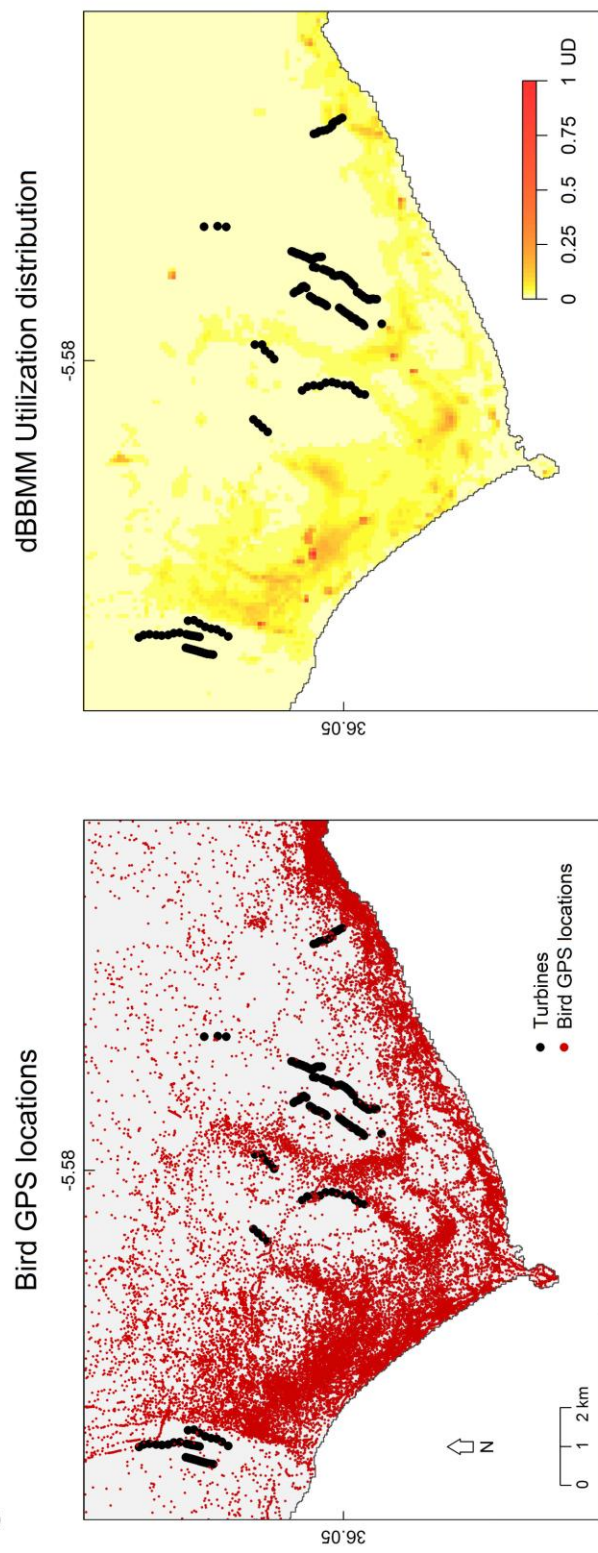 Bird GPS locations
-5.58
36.05
Turbines
Bird GPS locations
N
0 1 2 km
dBBMM Utilization distribution
-5.58
36.05
0 0.25 0.5 0.75 1 UD